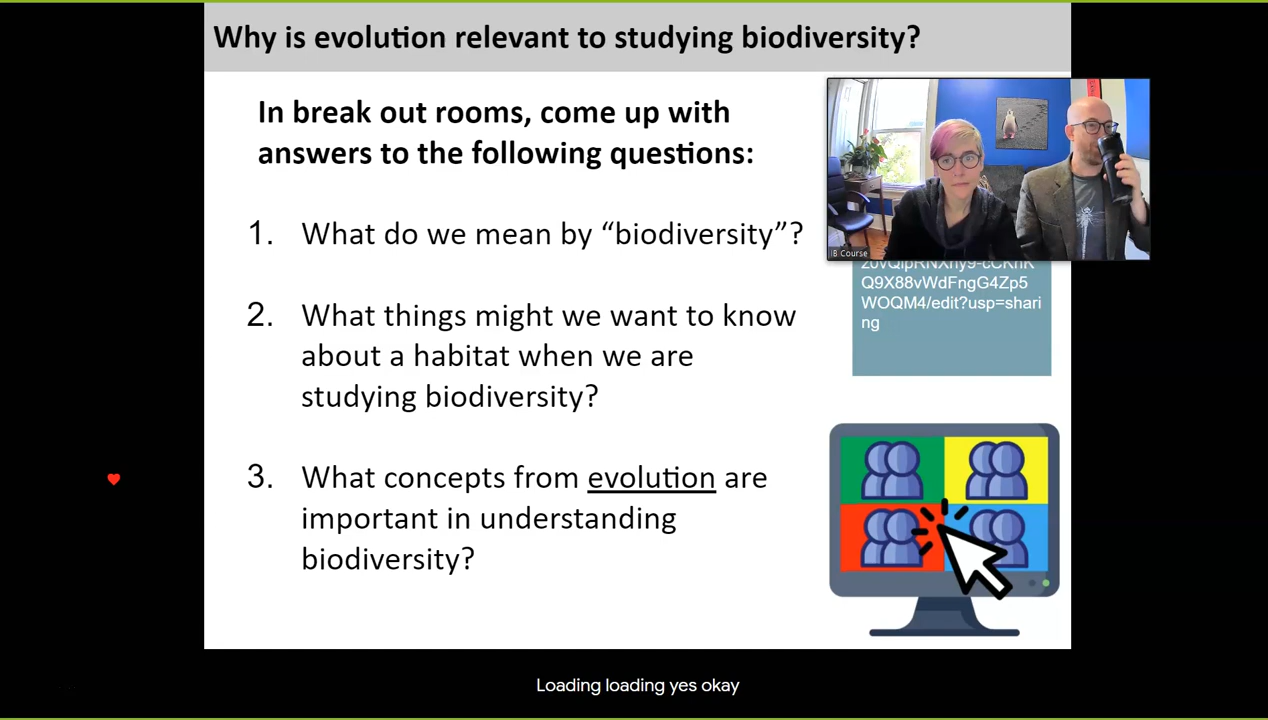 Why is evolution relevant to studying biodiversity?
In break out rooms, come up with
answers to the following questions:
1. What do we mean by “biodiversity”?
2. What things might we want to know
about a habitat when we are
studying biodiversity?
3. What concepts from evolution are
important in understanding
biodiversity?
IB Course
Q9X88vWdFngG4Zp5
WOQM4/edit?usp=shari
ng
Loading loading yes okay